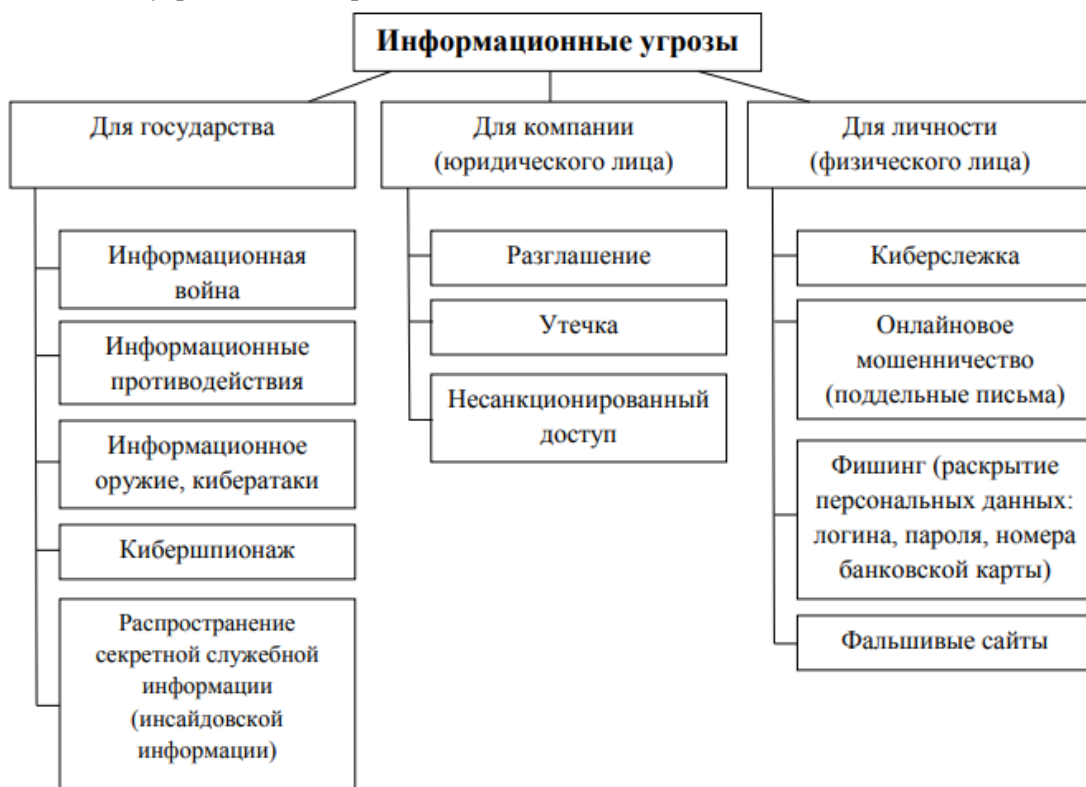 Информационные угрозы
Для государства
Для компании
(юридического лица)
Для личности
(физического лица)
Информационная
война
Информационные
противодействия
Информационное
оружие, кибератаки
Кибершпионаж
Распространение
секретной служебной
информации
(инсайдовской
информации)
Разглашение
Утечка
Несанкционированный
доступ
Киберслежка
Онлайновое
мошенничество
(поддельные письма)
Фишинг (раскрытие
персональных данных:
логина, пароля, номера
банковской карты)
Фальшивые сайты